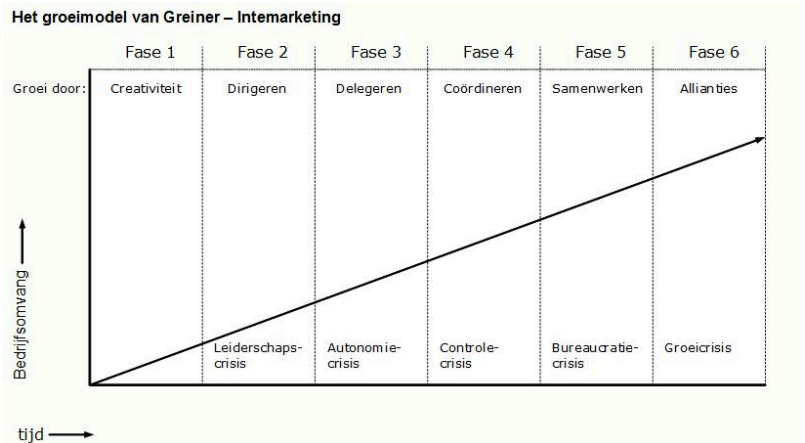 Het groeimodel van Greiner – Intemarketing
Fase 1 Fase 2 Fase 3 Fase 4 Fase 5 Fase 6
Groei door: Creativiteit Dirigeren Delegeren Coördineren Samenwerken Allianties
Bedrijfsomvang
Leiderschaps-
crisis
Autonomie-
crisis
Controle-
crisis
Bureaucratie-
crisis
Groeicrisis
tijd